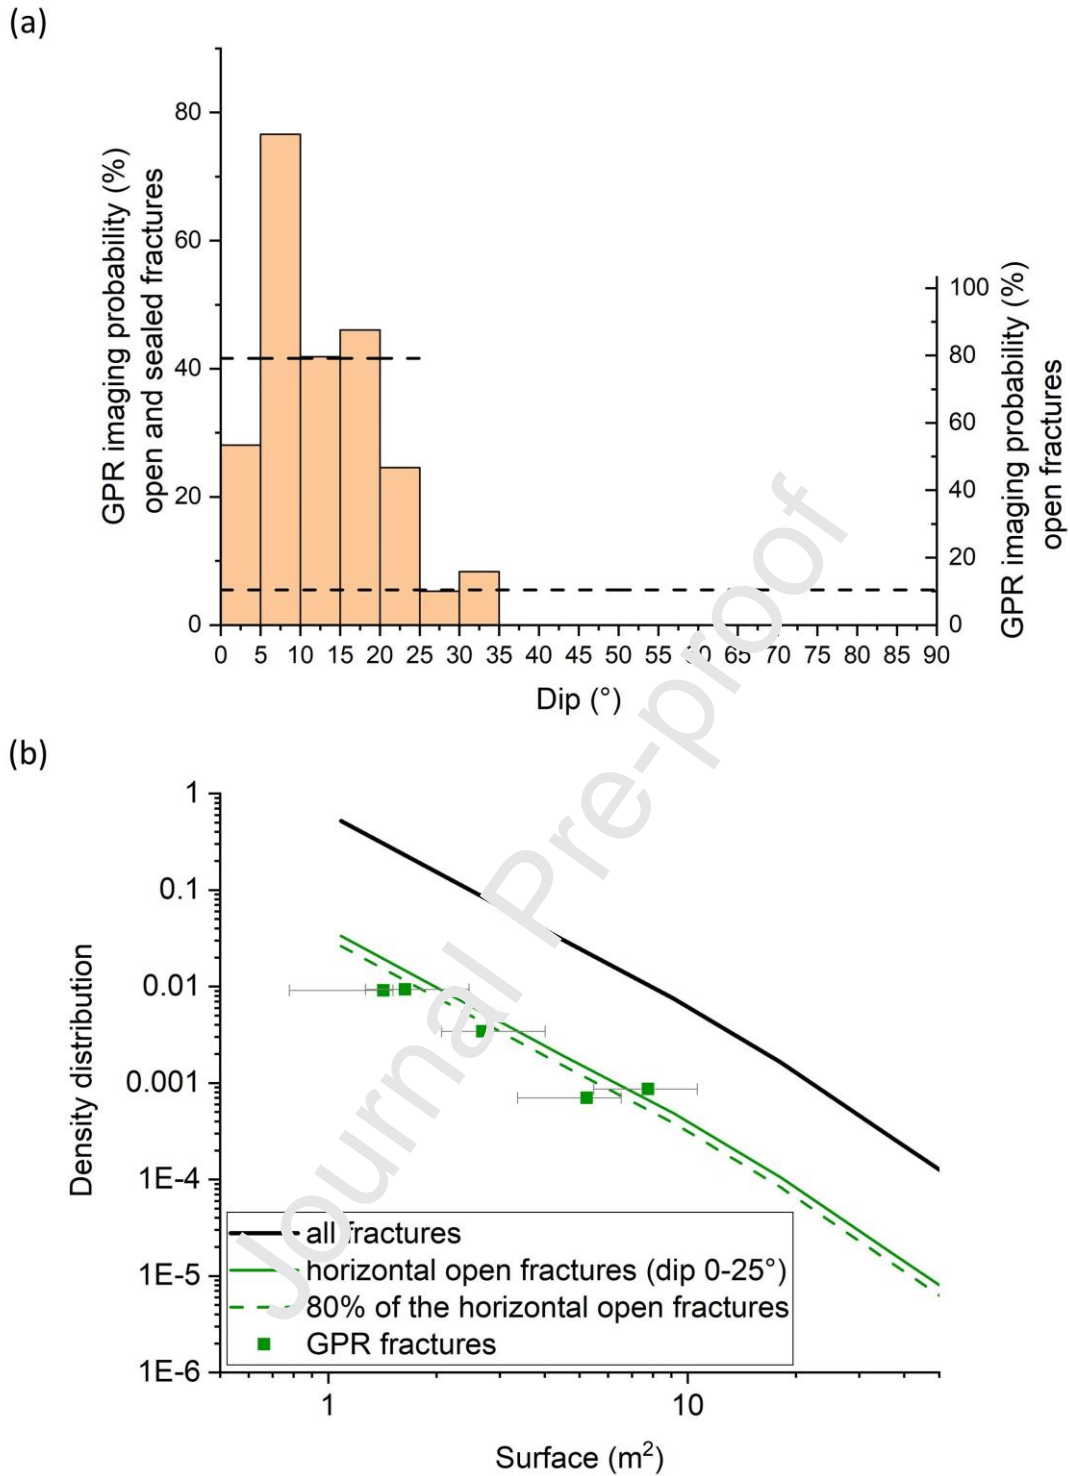 (a)
GPR imaging probability (%)
open and sealed fractures
80
60
40
20
0
100
80
60
40
20
0
GPR imaging probability (%)
open fractures
0 5 10 15 20 25 30 35 40 45 50 55 60 65 70 75 80 85 90
Dip (°)
(b)
Density distribution
1
0.1
0.01
0.001
1E-4
1E-5
1E-6
all fractures
horizontal open fractures (dip 0-25°)
80% of the horizontal open fractures
GPR fractures
1 10
Surface (m²)
Journal Pre-proof